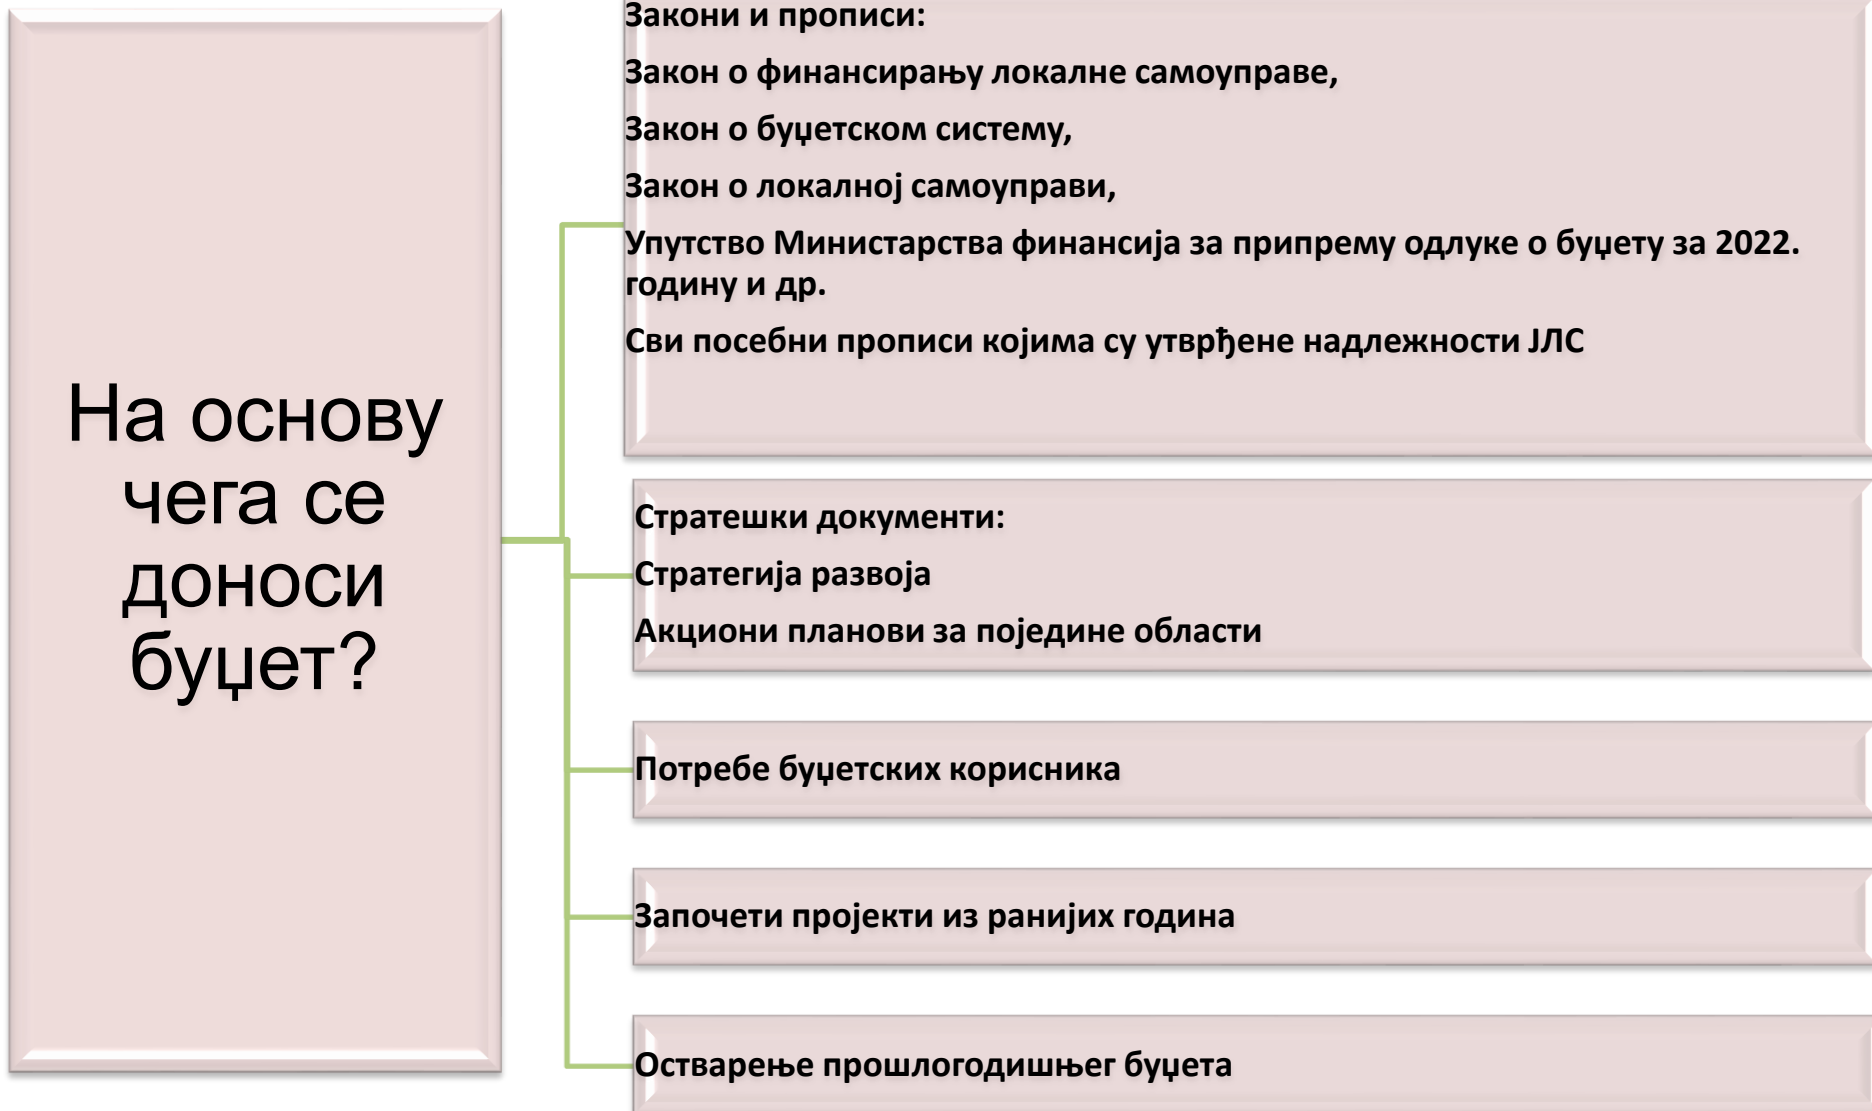 На основу
чега се
доноси
буџет?
Закони и прописи:
Закон о финансирању локалне самоуправе,
Закон о буџетском систему,
Закон о локалној самоуправи,
Упутство Министарства финансија за припрему одлуке о буџету за 2022.
годину и др.
Сви посебни прописи којима су утврђене надлежности ЈЛС
Стратешки документи:
Стратегија развоја
Акциони планови за поједине области
Потребе буџетских корисника
Започети пројекти из ранијих година
Остварење прошлогодишњег буџета